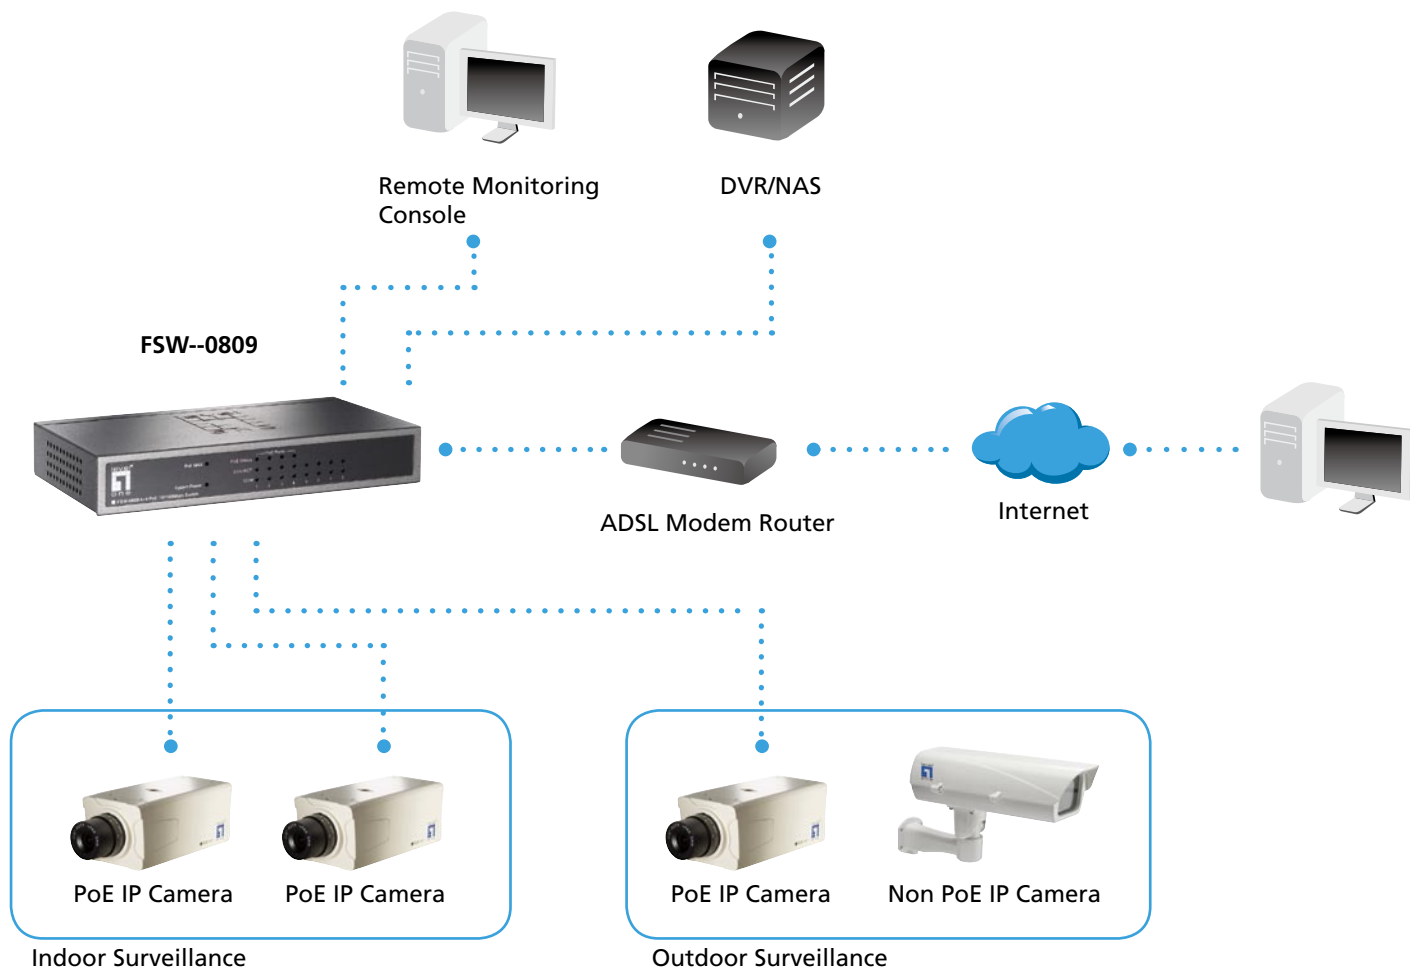 Remote Monitoring
Console
DVR/NAS
FSW--0809
ADSL Modem Router
Internet
PoE IP Camera
PoE IP Camera
PoE IP Camera
Non PoE IP Camera
Indoor Surveillance
Outdoor Surveillance